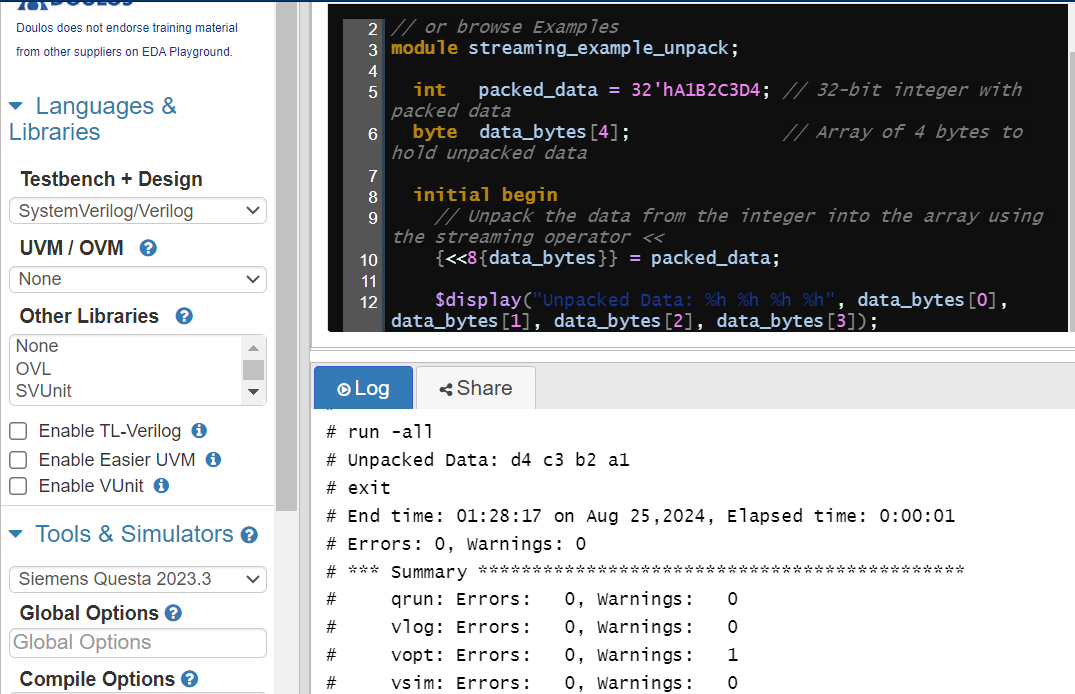 DOULOS
Doulos does not endorse training material
from other suppliers on EDA Playground.
Languages &
Libraries
Testbench + Design
SystemVerilog/Verilog
UVM / OVM ?
None
Other Libraries ?
None
OVL
SVUnit
Enable TL-Verilog i
Enable Easier UVM i
Enable VUnit i
Tools & Simulators ?
Siemens Questa 2023.3
Global Options ?
Global Options
Compile Options ?
2 // or browse Examples
3 module streaming_example_unpack;
4
5   int   packed_data = 32'hA1B2C3D4; // 32-bit integer with
packed data
6   byte  data_bytes[4];              // Array of 4 bytes to
hold unpacked data
7
8   initial begin
9     // Unpack the data from the integer into the array using
the streaming operator <<
10     {<<8{data_bytes}} = packed_data;
11
12     $display("Unpacked Data: %h %h %h %h", data_bytes[0],
data_bytes[1], data_bytes[2], data_bytes[3]);
Log
Share
# run -all
# Unpacked Data: d4 c3 b2 a1
# exit
# End time: 01:28:17 on Aug 25,2024, Elapsed time: 0:00:01
# Errors: 0, Warnings: 0
# *** Summary *********************************************
#     qrun: Errors:   0, Warnings:   0
#     vlog: Errors:   0, Warnings:   0
#     vopt: Errors:   0, Warnings:   1
#     vsim: Errors:   0, Warnings:   0